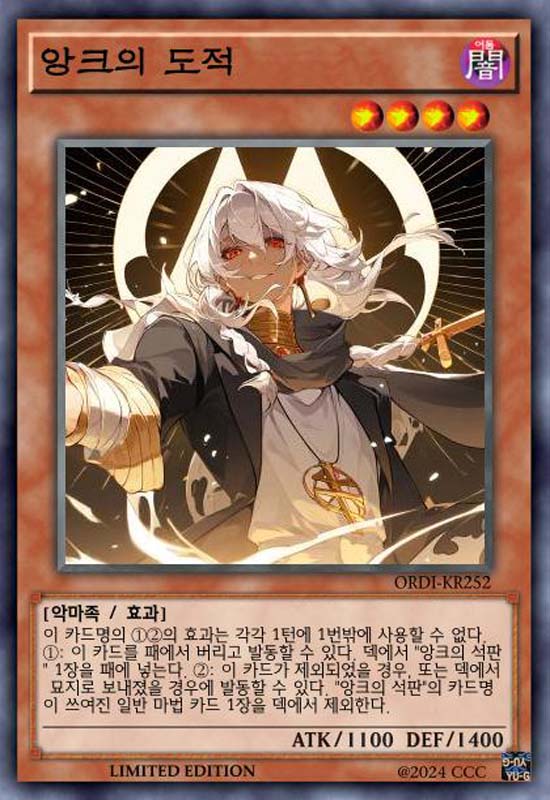 앙크의 도적
어둠
闇
ORDI-KR252
[악마족 / 효과]
이 카드명의 ①②의 효과는 각각 1턴에 1번밖에 사용할 수 없다.
①: 이 카드를 패에서 버리고 발동할 수 있다. 덱에서 "앙크의 석판
" 1장을 패에 넣는다. ②: 이 카드가 제외되었을 경우, 또는 덱에서
묘지로 보내졌을 경우에 발동할 수 있다. "앙크의 석판"의 카드명
이 쓰여진 일반 마법 카드 1장을 덱에서 제외한다.
ATK/1100 DEF/1400
LIMITED EDITION
@2024 CCC